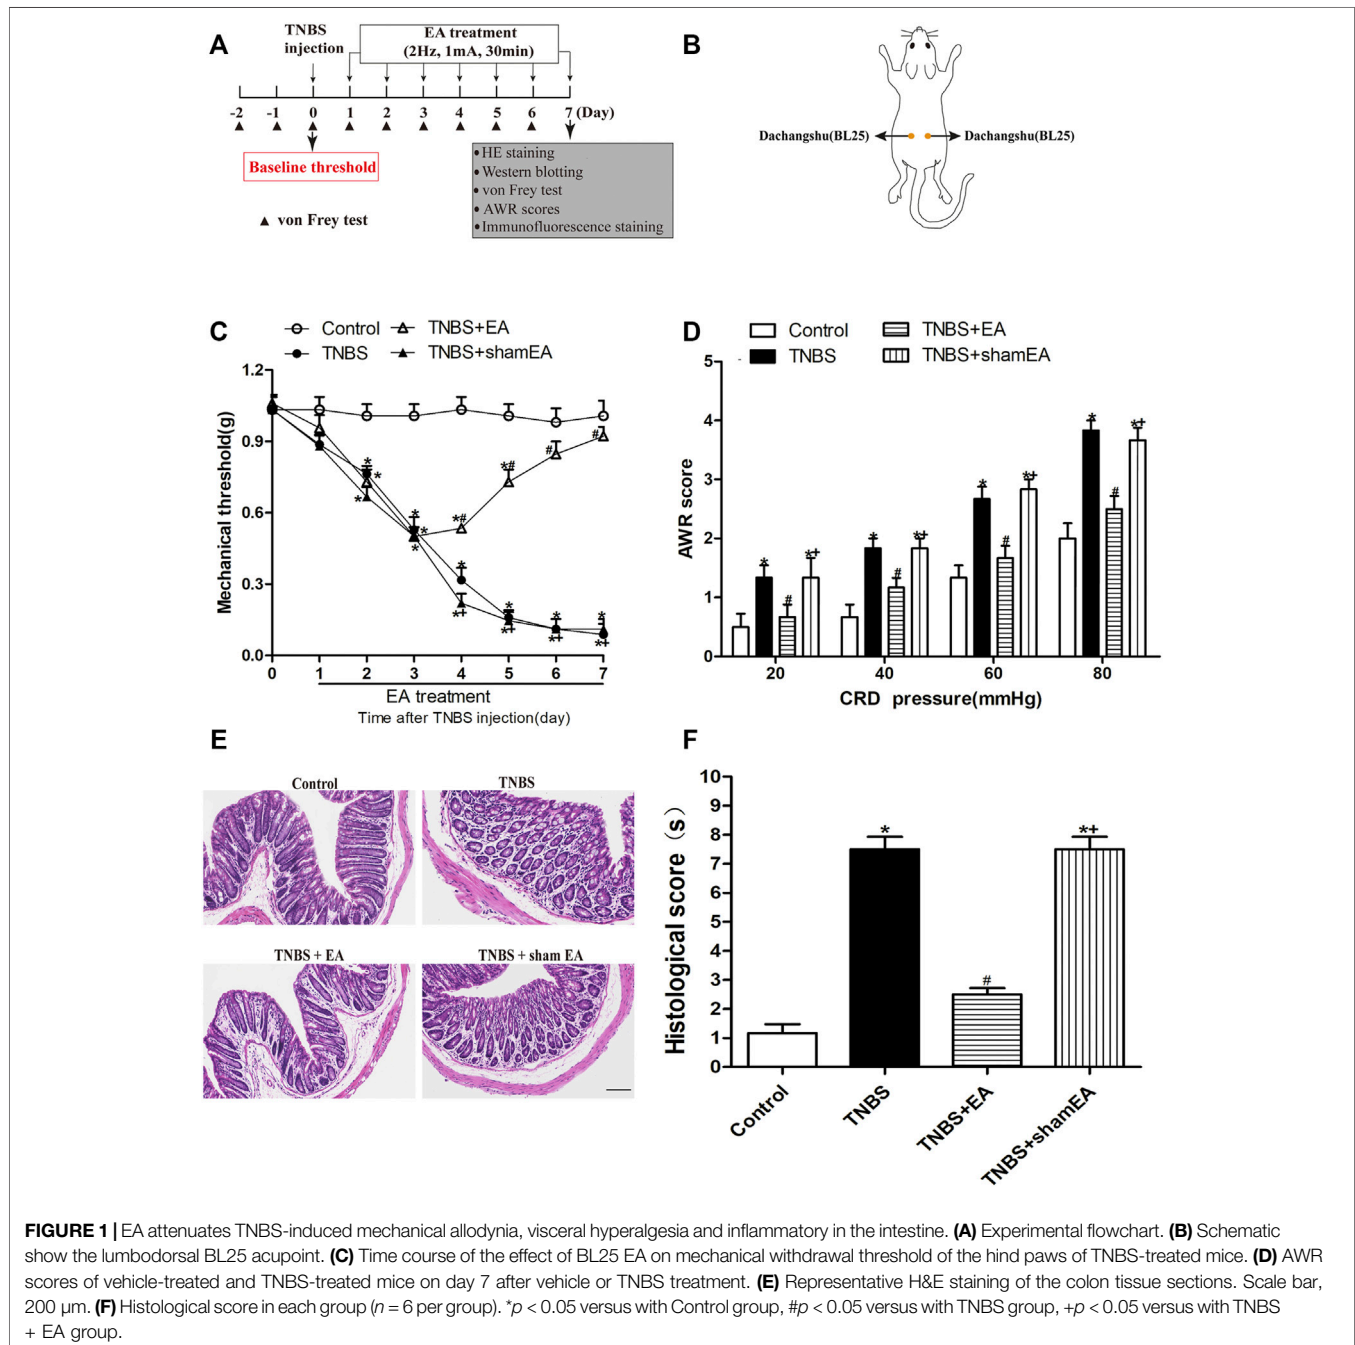 A
TNBS
injection
EA treatment
(2Hz, 1mA, 30min)
-2 -1 0 1 2 3 4 5 6 7 (Day)
Baseline threshold
▲ von Frey test
• HE staining
• Western blotting
• von Frey test
• AWR scores
• Immunofluorescence staining
B
Dachangshu(BL25)
Dachangshu(BL25)
C
Control
TNBS
TNBS+EA
TNBS+shamEA
Mechanical threshold(g)
1.2
0.9
0.6
0.3
0.0
* * * * * * * *# * *+ *# * *+ # * *+ # * *+
0 1 2 3 4 5 6 7
EA treatment
Time after TNBS injection(day)
D
Control
TNBS
TNBS+EA
TNBS+shamEA
AWR score
5
4
3
2
1
0
* # *+ * # *+ * # *+ * # *+
20 40 60 80
CRD pressure(mmHg)
E
Control
TNBS
TNBS + EA
TNBS + sham EA
F
Histological score（s）
10
9
8
7
6
5
4
3
2
1
0
* # *+
Control
TNBS
TNBS+EA
TNBS+shamEA
FIGURE 1 | EA attenuates TNBS-induced mechanical allodynia, visceral hyperalgesia and inflammatory in the intestine. (A) Experimental flowchart. (B) Schematic
show the lumbodorsal BL25 acupoint. (C) Time course of the effect of BL25 EA on mechanical withdrawal threshold of the hind paws of TNBS-treated mice. (D) AWR
scores of vehicle-treated and TNBS-treated mice on day 7 after vehicle or TNBS treatment. (E) Representative H&E staining of the colon tissue sections. Scale bar,
200 µm. (F) Histological score in each group (n = 6 per group). *p < 0.05 versus with Control group, #p < 0.05 versus with TNBS group, +p < 0.05 versus with TNBS
+ EA group.